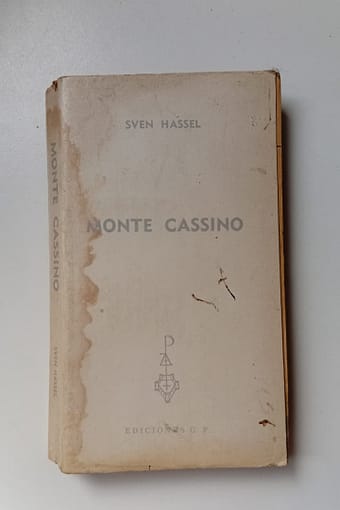 SVEN HASSEL
MONTE CASSINO
EDICIONES G. P.
MONTE CASSINO
SVEN HASSEL